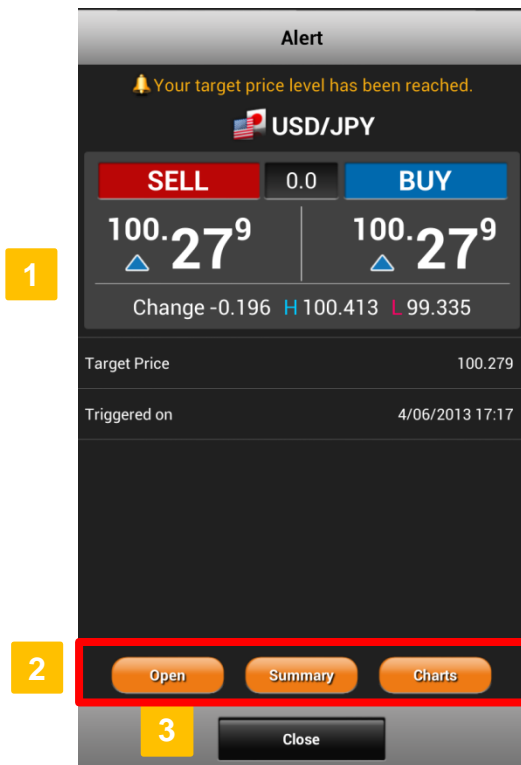 Alert
Your target price level has been reached.
USD/JPY
SELL 0.0 BUY
100.279 100.279
1
Change -0.196 H 100.413 L 99.335
Target Price 100.279
Triggered on 4/06/2013 17:17
2
Open Summary Charts
3
Close